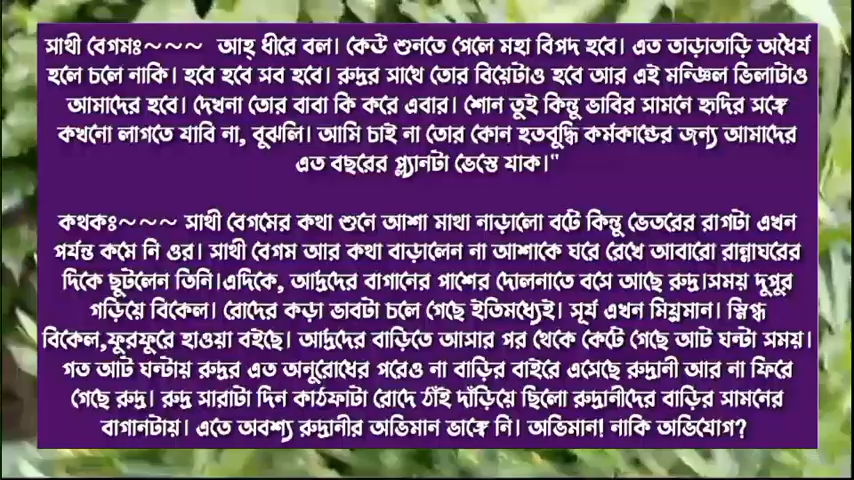 সাথী বেগমঃ~~~ আহ্ ধীরে বল। কেউ শুনতে পেলে মহা বিপদ হবে। এত তাড়াতাড়ি অধৈর্য
হলে চলে নাকি। হবে হবে সব হবে। রুদ্রর সাথে তোর বিয়েটাও হবে আর এই মন্জিল ভিলাটাও
আমাদের হবে। দেখনা তোর বাবা কি করে এবার। শোন তুই কিন্তু ভাবির সামনে হৃদির সঙ্গে
কখনো লাগতে যাবি না, বুঝলি। আমি চাই না তোর কোন হতবুদ্ধি কর্মকান্ডের জন্য আমাদের
এত বছরের প্ল্যানটা ভেস্তে যাক।"
কথকঃ~~~ সাথী বেগমের কথা শুনে আশা মাথা নাড়ালো বটে কিন্তু ভেতরের রাগটা এখন
পর্যন্ত কমে নি ওর। সাথী বেগম আর কথা বাড়ালেন না আশাকে ঘরে রেখে আবারো রান্নাঘরের
দিকে ছুটলেন তিনি।এদিকে, আর্দ্রদের বাগানের পাশের দোলনাতে বসে আছে রুদ্র।সময় দুপুর
গড়িয়ে বিকেল। রোদের কড়া ভাবটা চলে গেছে ইতিমধ্যেই। সূর্য এখন মিয়ম্রমান। স্নিগ্ধ
বিকেল,ফুরফুরে হাওয়া বইছে। আর্দ্রদের বাড়িতে আসার পর থেকে কেটে গেছে আট ঘন্টা সময়।
গত আট ঘন্টায় রুদ্রর এত অনুরোধের পরেও না বাড়ির বাইরে এসেছে রুদ্রানী আর না ফিরে
গেছে রুদ্র। রুদ্র সারাটা দিন কাঠফাটা রোদে ঠাঁই দাঁড়িয়ে ছিলো রুদ্রানীদের বাড়ির সামনের
বাগানটায়। এতে অবশ্য রুদ্রানীর অভিমান ভাঙ্গে নি। অভিমান! নাকি অভিযোগ?